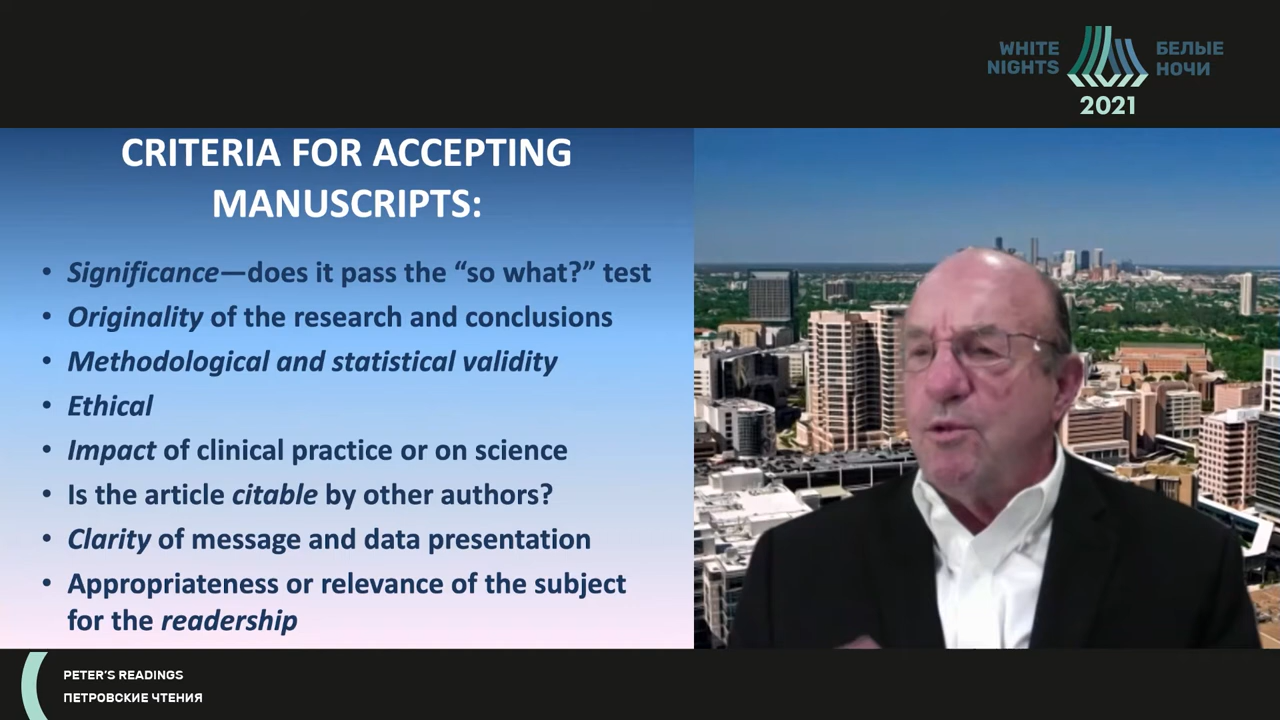 WHITE
NIGHTS
БЕЛЫЕ
НОЧИ
2021
CRITERIA FOR ACCEPTING
MANUSCRIPTS:
• Significance—does it pass the “so what?” test
• Originality of the research and conclusions
• Methodological and statistical validity
• Ethical
• Impact of clinical practice or on science
• Is the article citable by other authors?
• Clarity of message and data presentation
• Appropriateness or relevance of the subject
for the readership
PETER’S READINGS
ПЕТРОВСКИЕ ЧТЕНИЯ